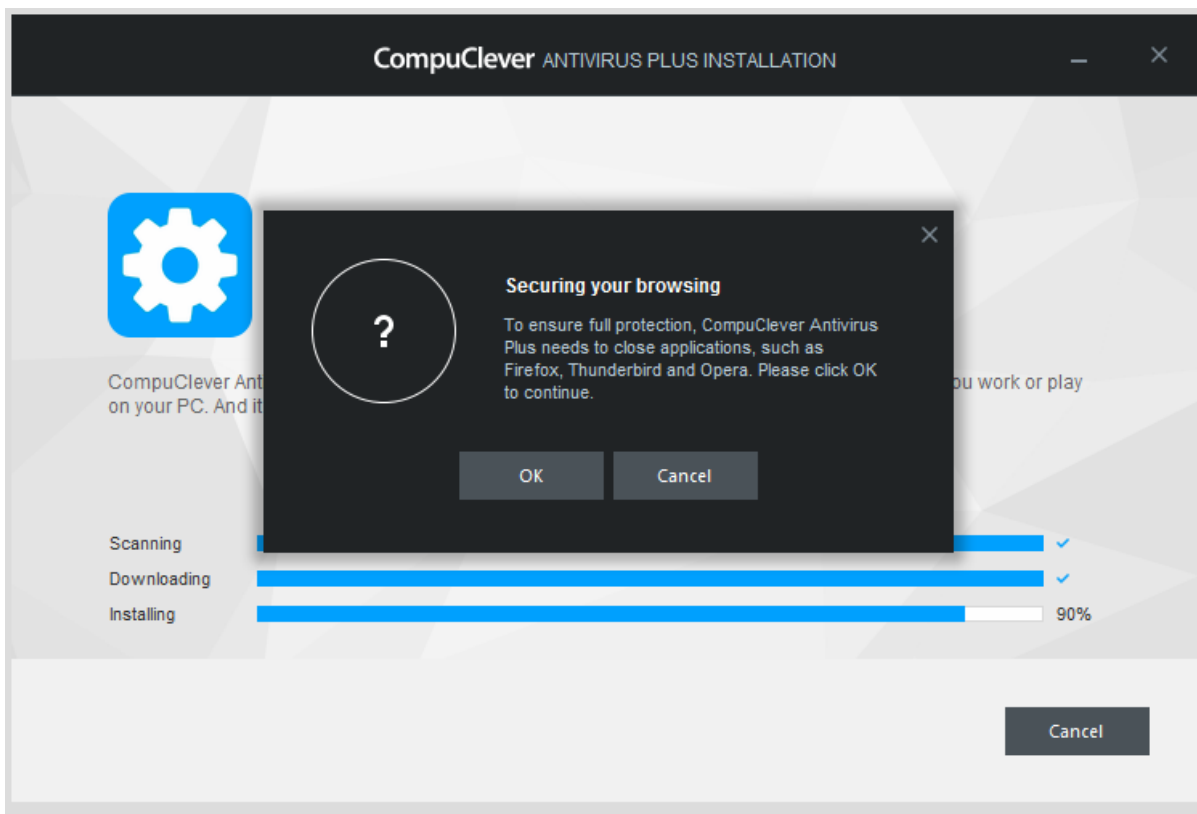 CompuClever ANTIVIRUS PLUS INSTALLATION
?
Securing your browsing
To ensure full protection, CompuClever Antivirus
Plus needs to close applications, such as
Firefox, Thunderbird and Opera. Please click OK
to continue.
OK Cancel
CompuClever Ant ou work or play
on your PC. And it
Scanning
Downloading
Installing 90%
Cancel